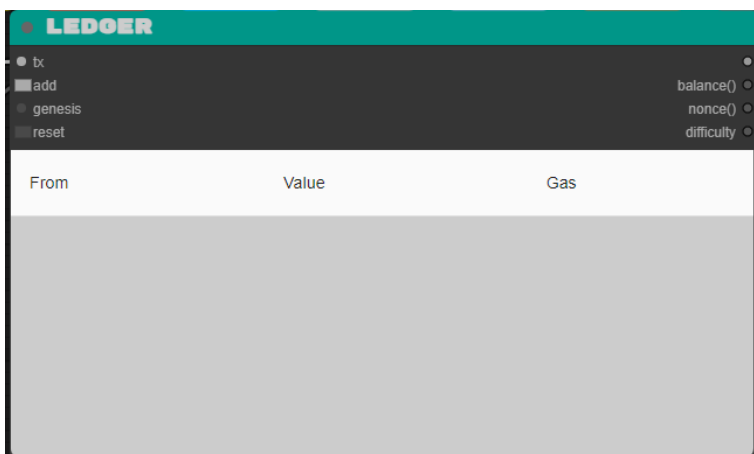 LEDGER
tx
add balance()
genesis nonce()
reset difficulty
From Value Gas